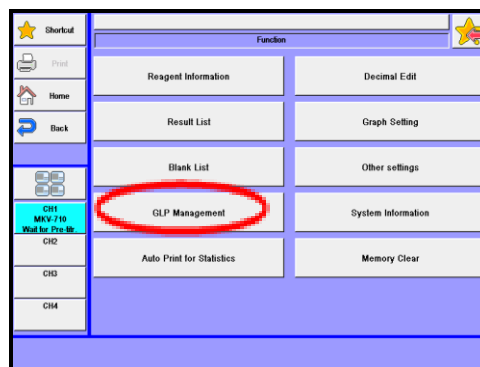 Shortcut
Function
Print
Home
Back
Reagent Information
Decimal Edit
Result List
Graph Setting
Blank List
Other settings
GLP Management
System Information
Auto Print for Statistics
Memory Clear
CH1
MKV-710
Wait for Pre-titr.
CH2
CH3
CH4